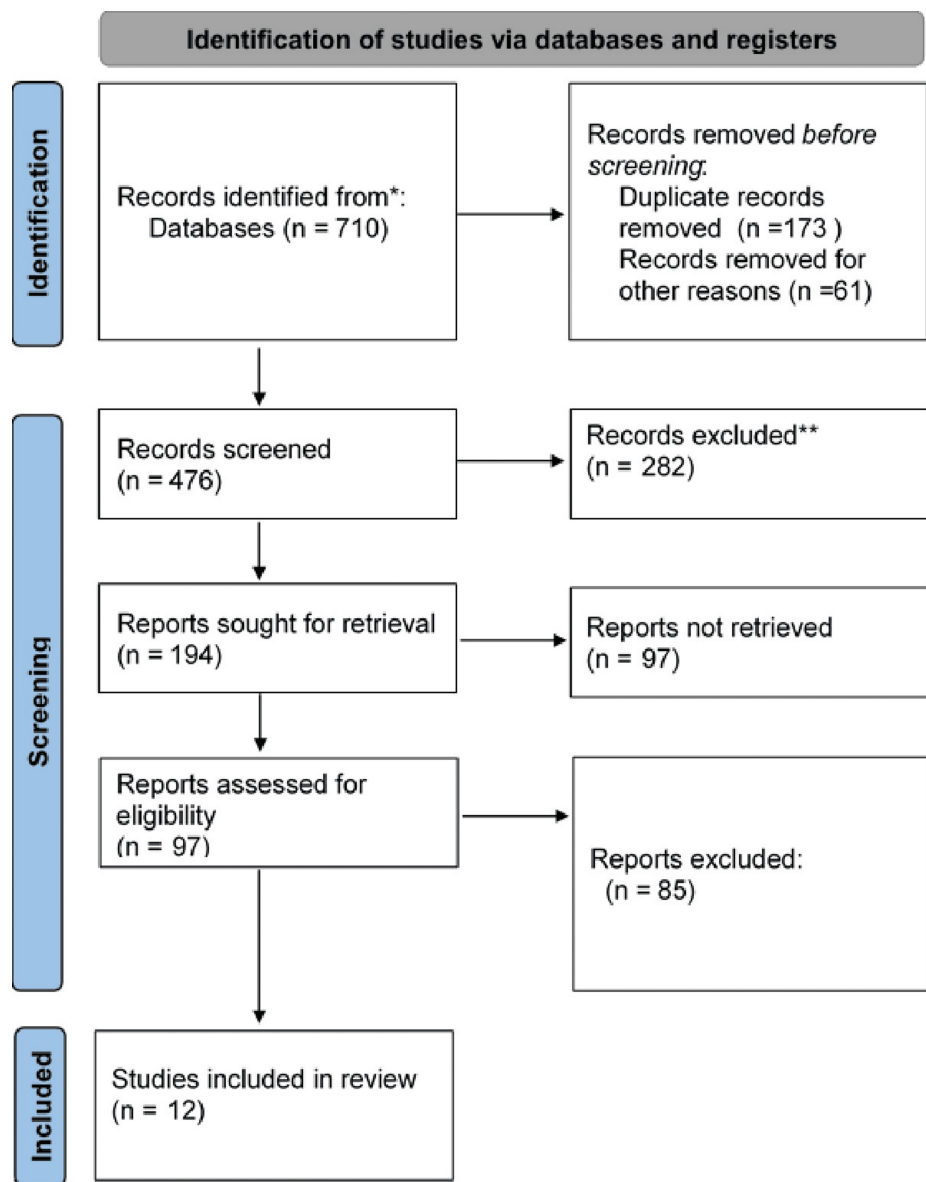 Identification of studies via databases and registers
Identification
Records identified from*:
Databases (n = 710)
Records removed before
screening:
Duplicate records
removed (n =173 )
Records removed for
other reasons (n =61)
Screening
Records screened
(n = 476)
Records excluded**
(n = 282)
Reports sought for retrieval
(n = 194)
Reports not retrieved
(n = 97)
Reports assessed for
eligibility
(n = 97)
Reports excluded:
(n = 85)
Included
Studies included in review
(n = 12)